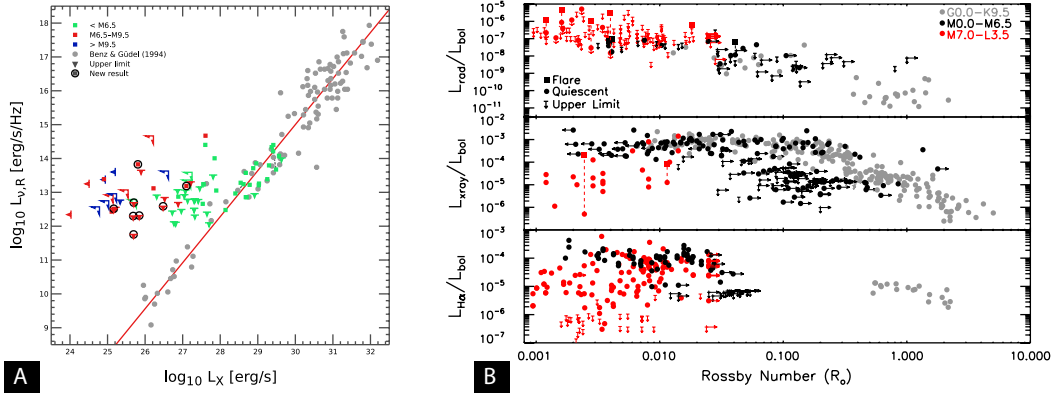 < M6.5
M6.5-M9.5
> M9.5
Benz & Güdel (1994)
Upper limit
New result
log10 Lν,R [erg/s/Hz]
18
17
16
15
14
13
12
11
10
9
24 25 26 27 28 29 30 31 32
log10 LX [erg/s]
A
G0.0-K9.5
M0.0-M6.5
M7.0-L3.5
Flare
Quiescent
Upper Limit
Lrad/Lbol
10-5
10-6
10-7
10-8
10-9
10-10
10-11
Lxray/Lbol
10-2
10-3
10-4
10-5
10-6
LHα/Lbol
10-3
10-4
10-5
10-6
10-7
0.001 0.010 0.100 1.000 10.000
Rossby Number (Ro)
B